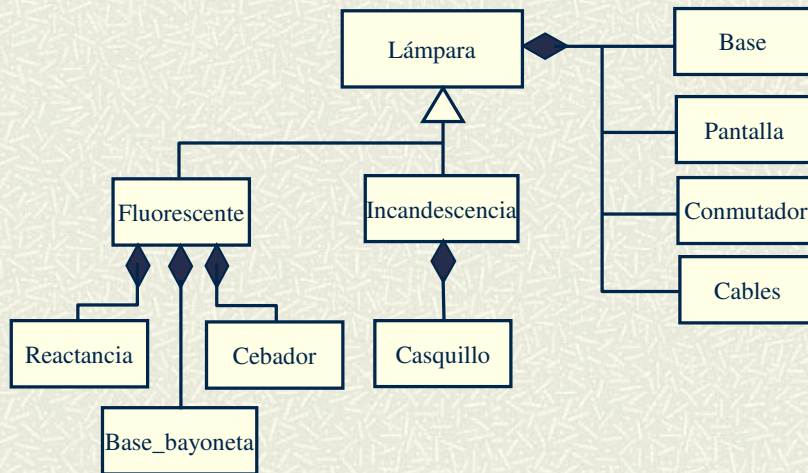 Lámpara
Base
Pantalla
Fluorescente
Incandescencia
Conmutador
Cables
Reactancia
Cebador
Casquillo
Base_bayoneta